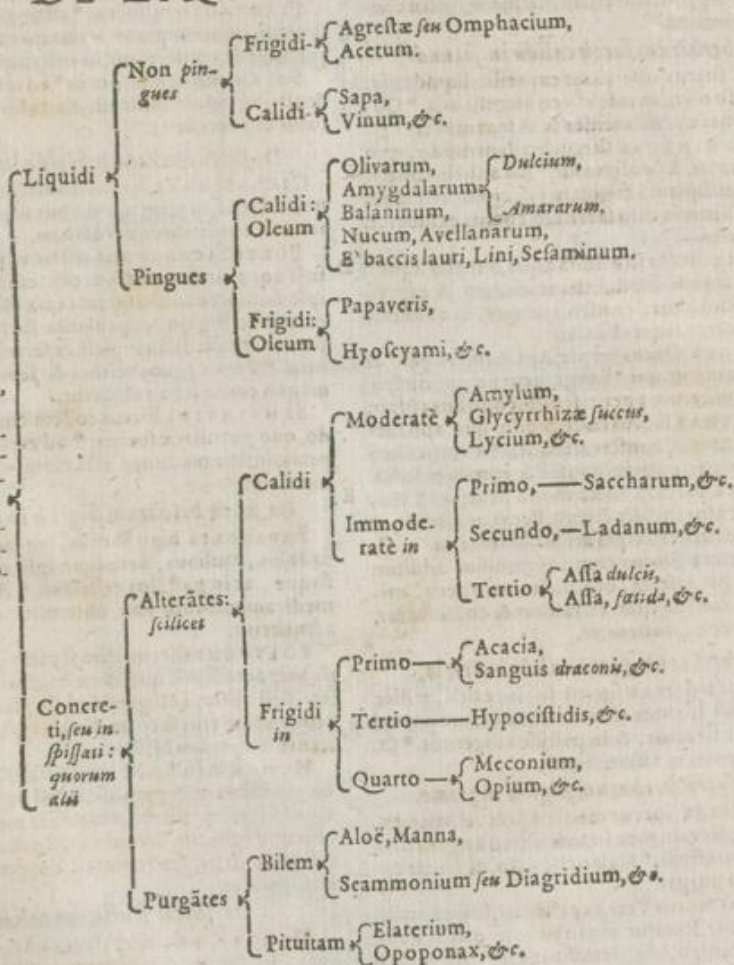 Liquidi
Non pin-
gues
Frigidi-
Agrestæ seu Omphacium,
Acetum.
Calidi-
Sapa,
Vinum, &c.
Pingues
Calidi:
Oleum
Olivarum,
Amygdalarum
Dulcium,
Amararum.
Balaninum,
Nucum, Avellanarum,
E` baccis lauri, Lini, Sesaminum.
Frigidi:
Oleum
Papaveris,
Hyoscyami, &c.
Concre-
ti, seu in-
spissati:
quorum
alii
Alterātes:
scilicet
Calidi
Moderatè
Amylum,
Glycyrrhizæ succus,
Lycium, &c.
Immode-
ratè in
Primo,—Saccharum, &c.
Secundo,—Ladanum, &c.
Tertio
Assa dulcis,
Assa, fœtida, &c.
Frigidi
in
Primo—
Acacia,
Sanguis draconis, &c.
Tertio——Hypocistidis, &c.
Quarto—
Meconium,
Opium, &c.
Purgātes
Bilem
Aloë, Manna,
Scammonium seu Diagridium, &c.
Pituitam
Elaterium,
Opoponax, &c.